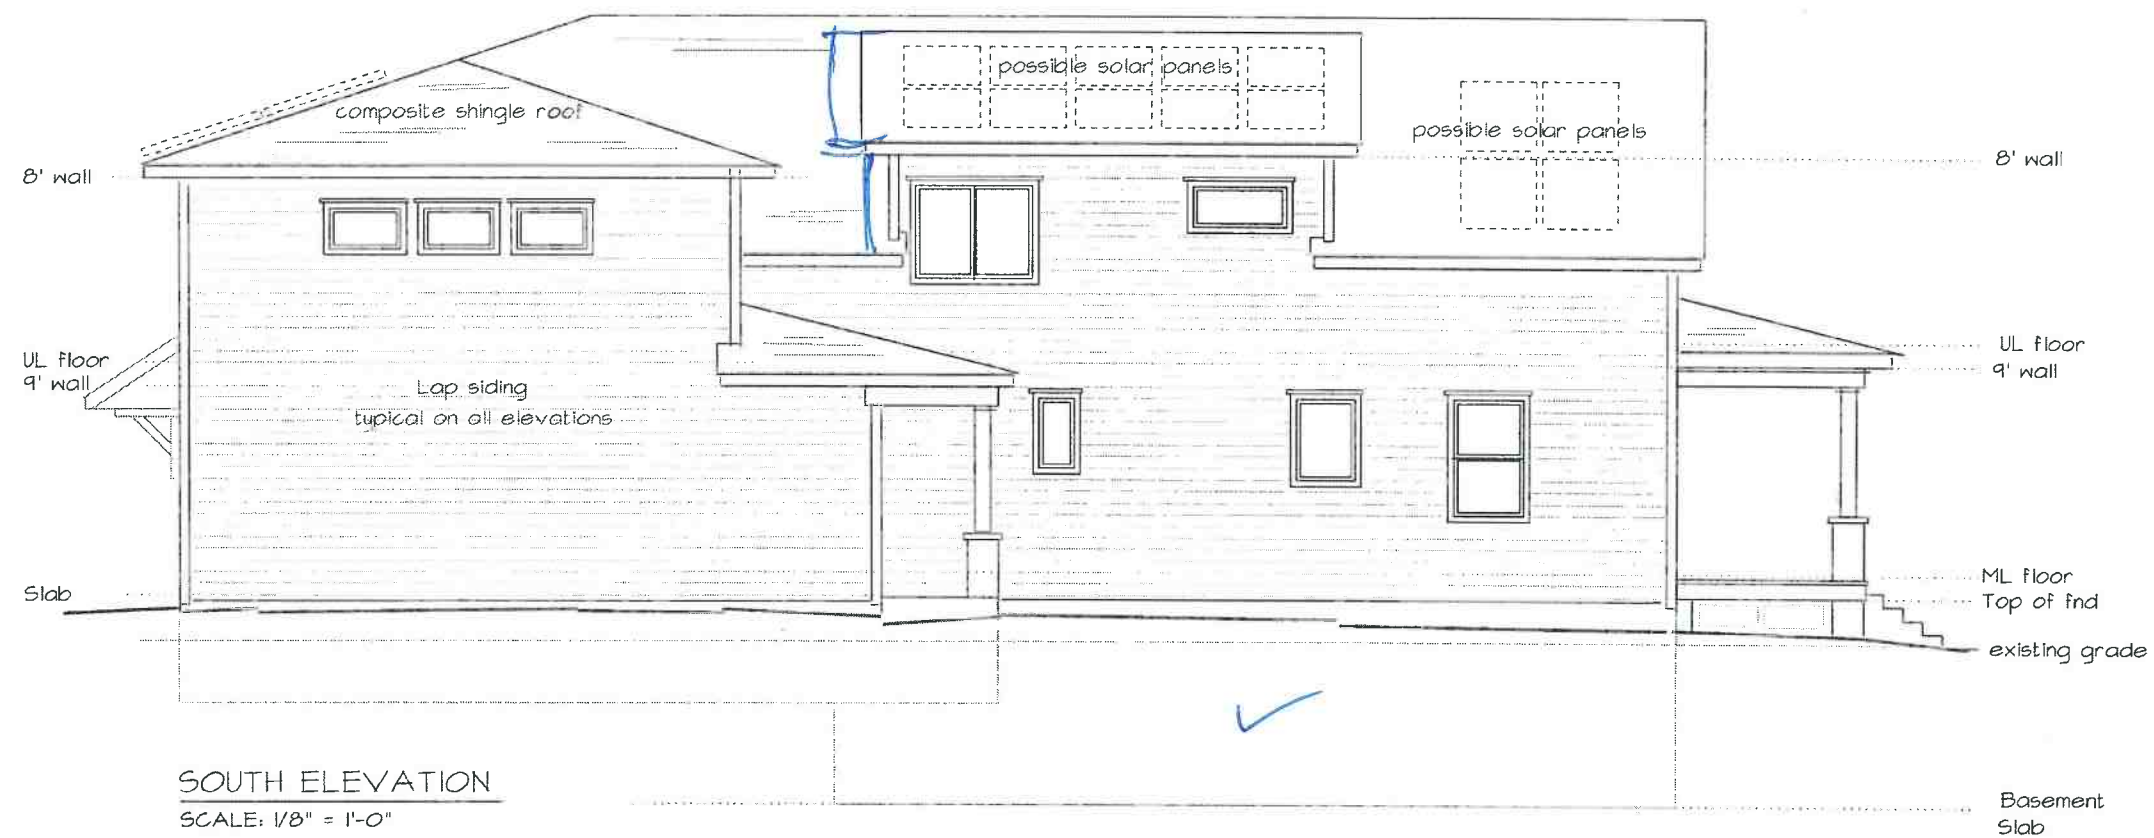 possible solar panels
composite shingle roof
possible solar panels
8' wall
8' wall
UL floor
9' wall
UL floor
9' wall
Lap siding
typical on all elevations
Slab
ML floor
Top of fnd
existing grade
SOUTH ELEVATION
SCALE: 1/8" = 1'-0"
Basement
Slab